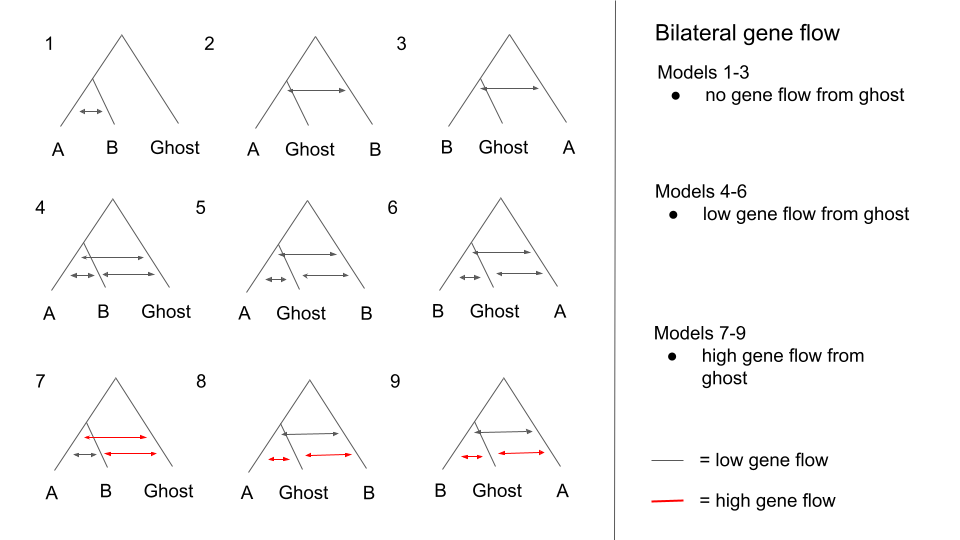 1 2 3
A B Ghost A Ghost B B Ghost A
4 5 6
A B Ghost A Ghost B B Ghost A
7 8 9
A B Ghost A Ghost B B Ghost A
Bilateral gene flow
Models 1-3
● no gene flow from ghost
Models 4-6
● low gene flow from ghost
Models 7-9
● high gene flow from
ghost
= low gene flow
= high gene flow